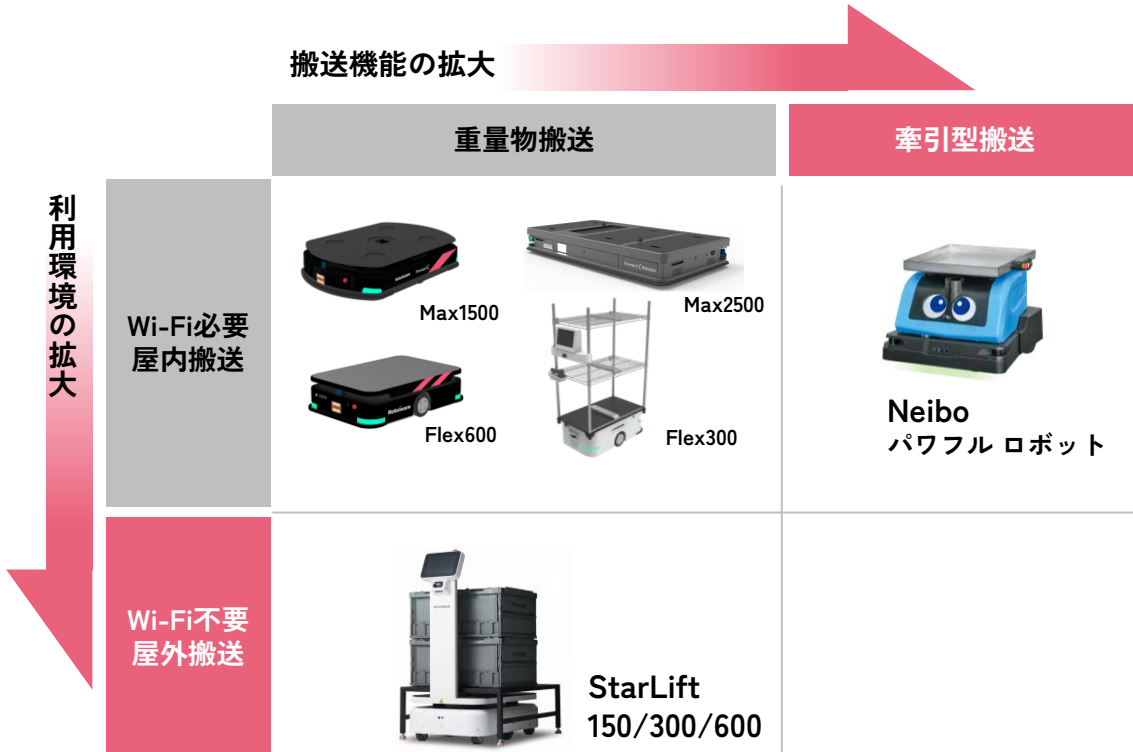 搬送機能の拡大
重量物搬送
牽引型搬送
利用環境の拡大
Wi-Fi必要
屋内搬送
Max1500
Max2500
Flex600
Flex300
Neibo
パワフル ロボット
Wi-Fi不要
屋外搬送
StarLift
150/300/600